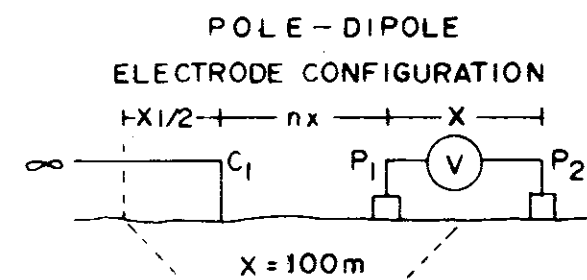 POLE-DIPOLE
ELECTRODE CONFIGURATION
X1/2 nx X
∞ C1 P1 V P2
X = 100m